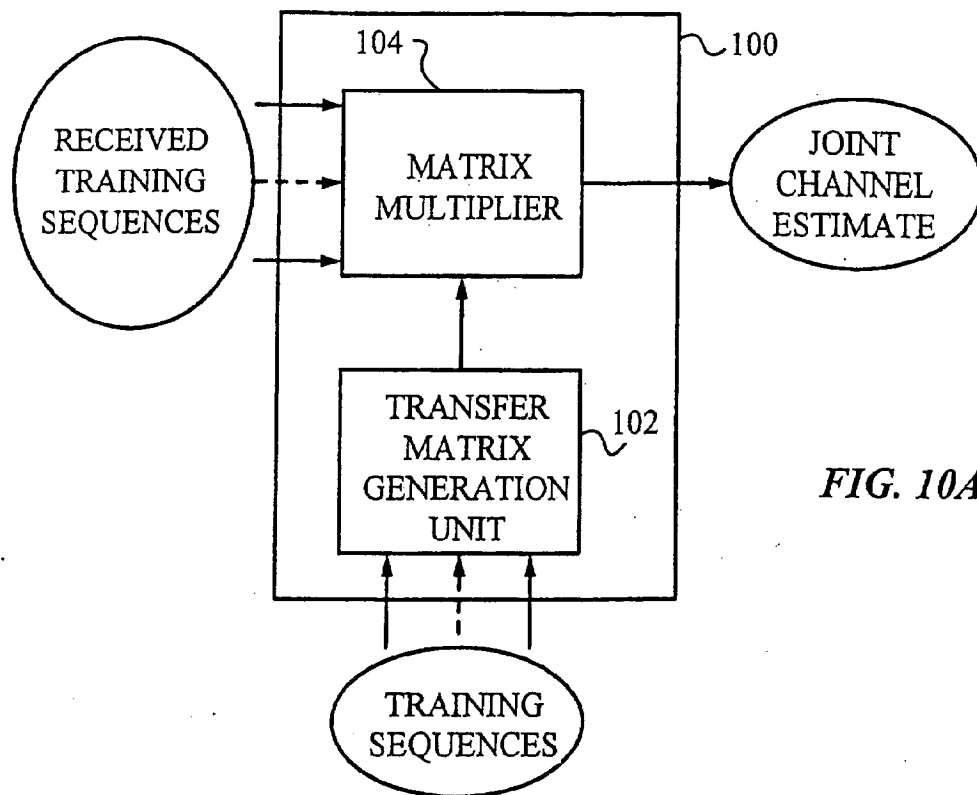 104
100
RECEIVED
TRAINING
SEQUENCES
MATRIX
MULTIPLIER
JOINT
CHANNEL
ESTIMATE
TRANSFER
MATRIX
GENERATION
UNIT
102
FIG. 10A
TRAINING
SEQUENCES